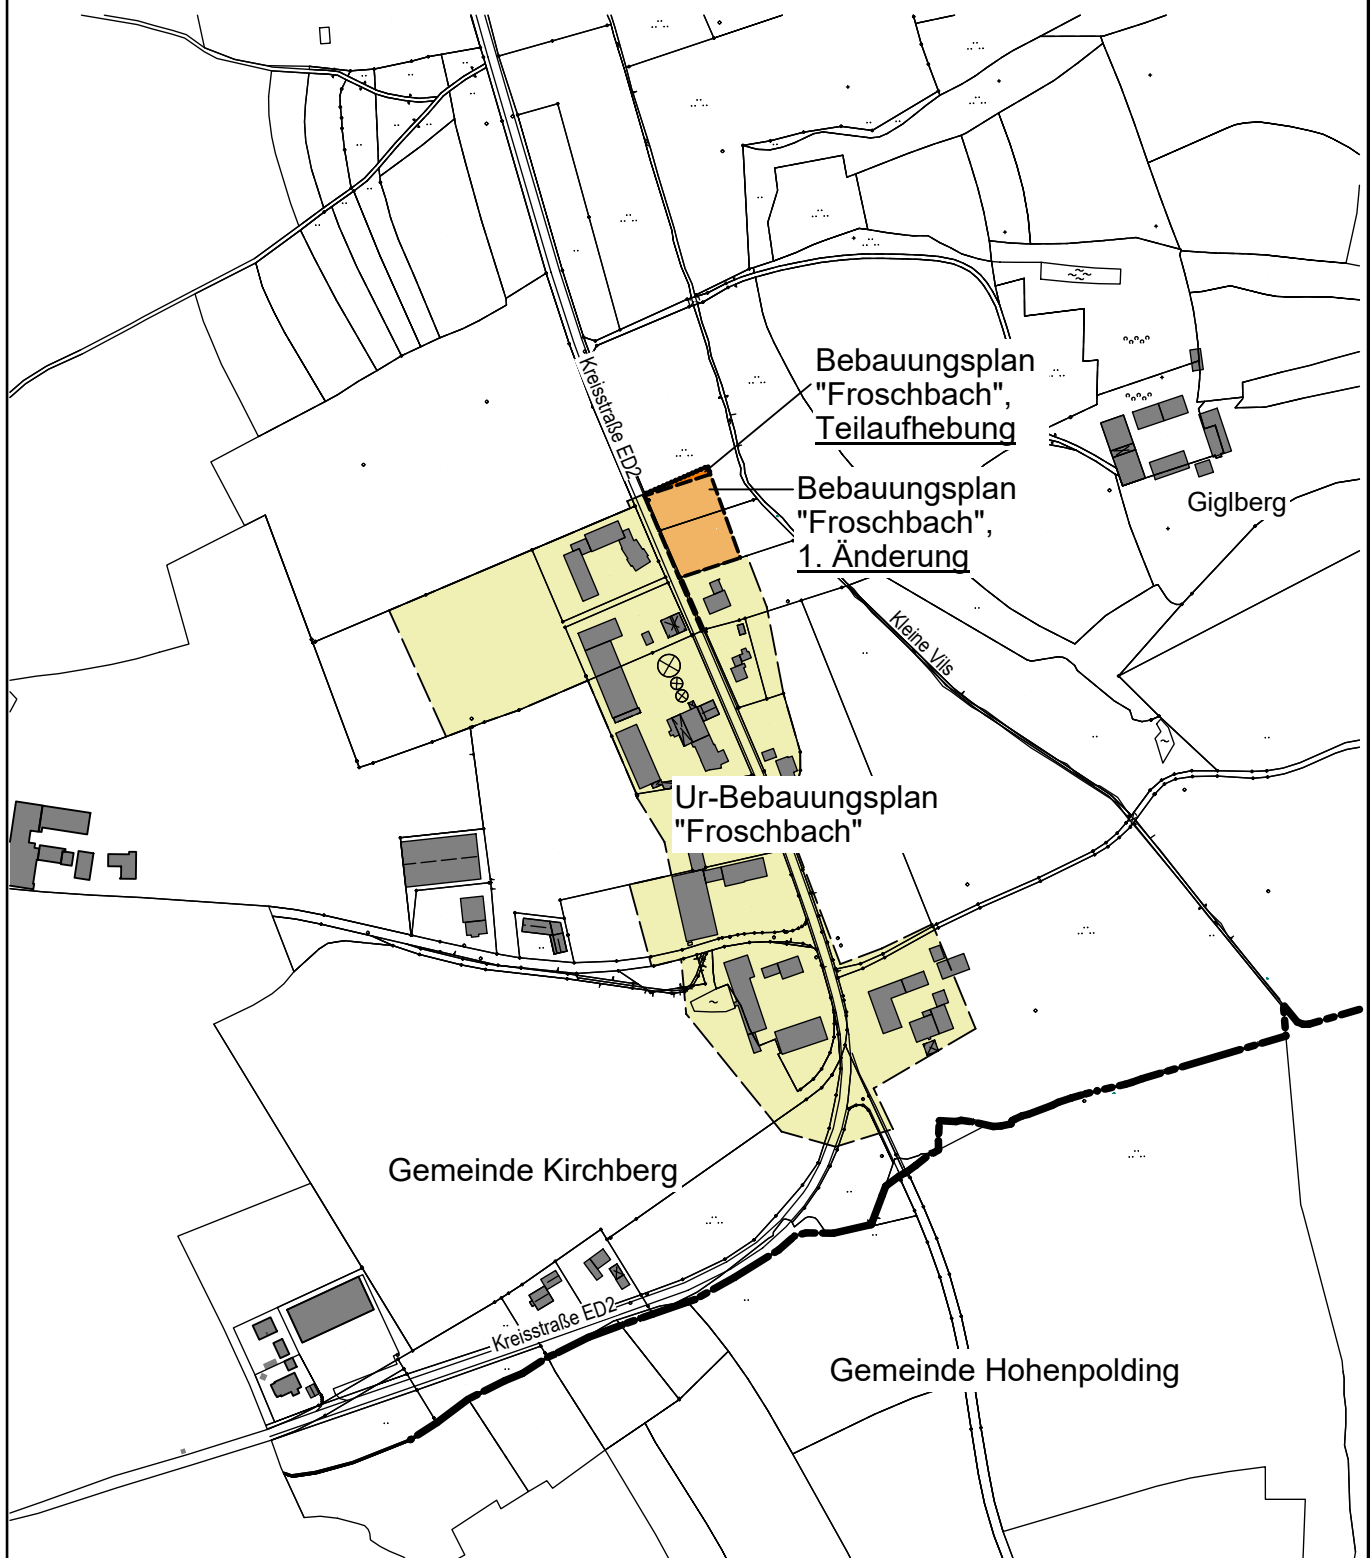 Bebauungsplan
"Froschbach",
Teilaufhebung
Kreisstraße ED2
Bebauungsplan
"Froschbach",
1. Änderung
Giglberg
Kleine Vils
Ur-Bebauungsplan
"Froschbach"
Gemeinde Kirchberg
Kreisstraße ED2
Gemeinde Hohenpolding